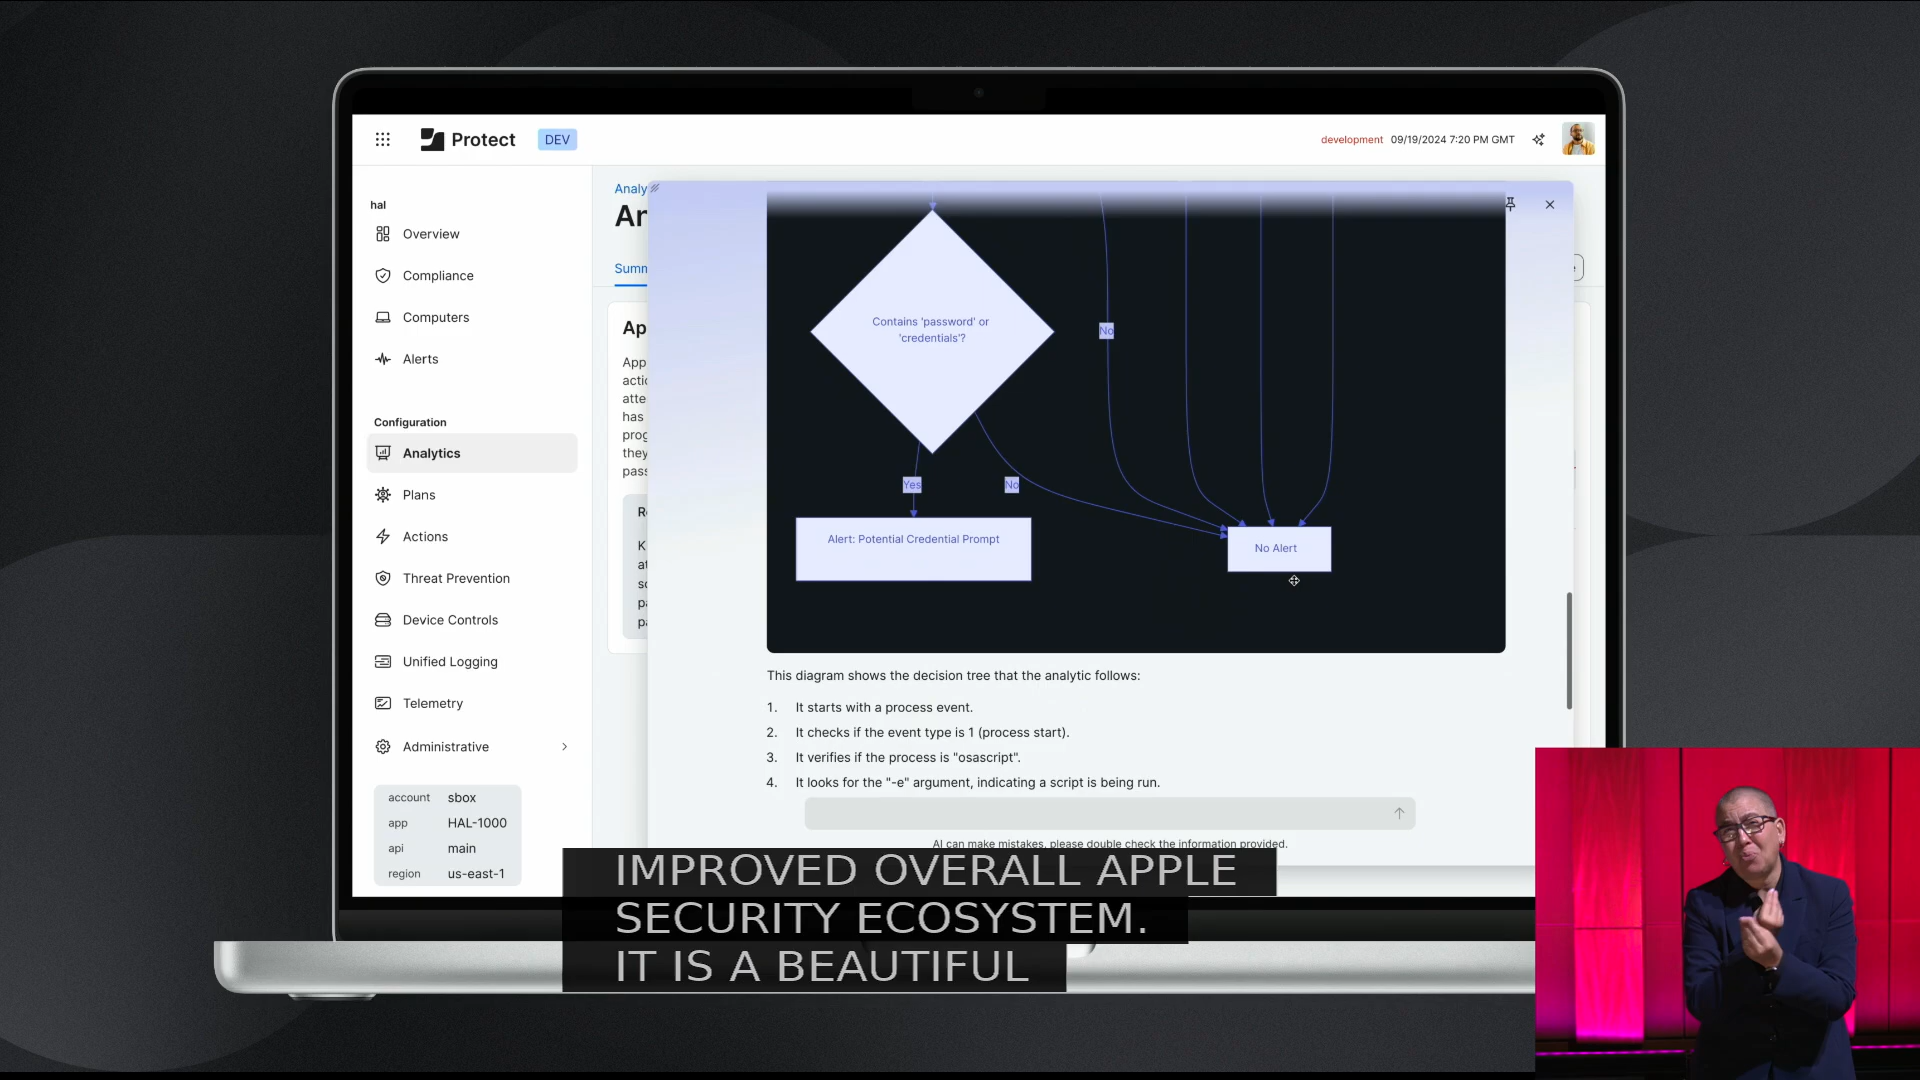 Protect
DEV
development 09/19/2024 7:20 PM GMT
hal
Overview
Compliance
Computers
Alerts
Configuration
Analytics
Plans
Actions
Threat Prevention
Device Controls
Unified Logging
Telemetry
Administrative
account sbox
app HAL-1000
api main
region us-east-1
Analy
An
Summ
Ap
App
actio
atte
has
prog
they
pass
Contains 'password' or
'credentials'?
No
Yes
No
Alert: Potential Credential Prompt
No Alert
This diagram shows the decision tree that the analytic follows:
1. It starts with a process event.
2. It checks if the event type is 1 (process start).
3. It verifies if the process is "osascript".
4. It looks for the "-e" argument, indicating a script is being run.
AI can make mistakes, please double check the information provided.
IMPROVED OVERALL APPLE
SECURITY ECOSYSTEM.
IT IS A BEAUTIFUL